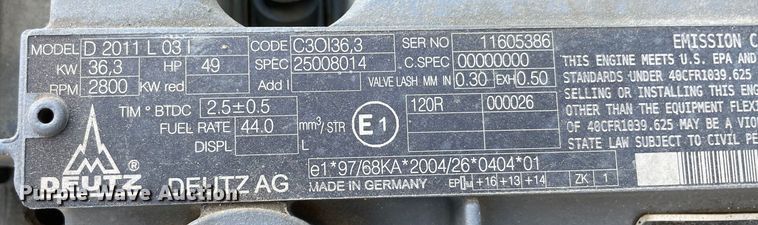 MODEL D 2011 L 03 I CODE C3OI36,3 SER NO 11605386
KW 36,3 HP 49 SPEC 25008014 C.SPEC 00000000
RPM 2800 KW red Add I VALVE LASH MM IN 0.30 EXH 0.50
TIM ° BTDC 2.5±0.5
FUEL RATE 44.0 mm³/STR
DISPL L
E1 120R 000026
e1*97/68KA*2004/26*0404*01
MADE IN GERMANY EP +16 +13 +14 ZK 1
DEUTZ ® DEUTZ AG
EMISSION C
THIS ENGINE MEETS U.S. EPA AND
STANDARDS UNDER 40CFR1039.625
SELLING OR INSTALLING THIS ENG
OTHER THAN THE EQUIPMENT FLEXI
OF 40CFR1039.625 MAY BE A VIOLA
STATE LAW SUBJECT TO CIVIL PE
Purple Wave Auction